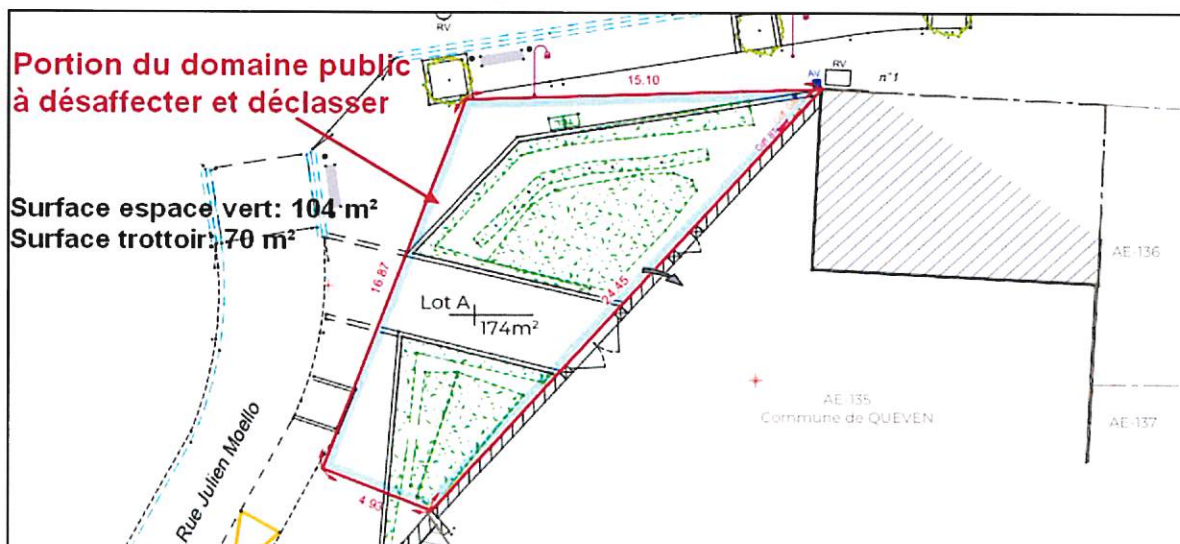 RV
Portion du domaine public
à désaffecter et déclasser
15.10
AV
RV
n°1
Surface espace vert: 104 m²
Surface trottoir: 70 m²
AE-136
16.87
24.45
Lot A
174m²
AE-135
Commune de QUEVEN
AE-137
4.93
Rue Julien Moello